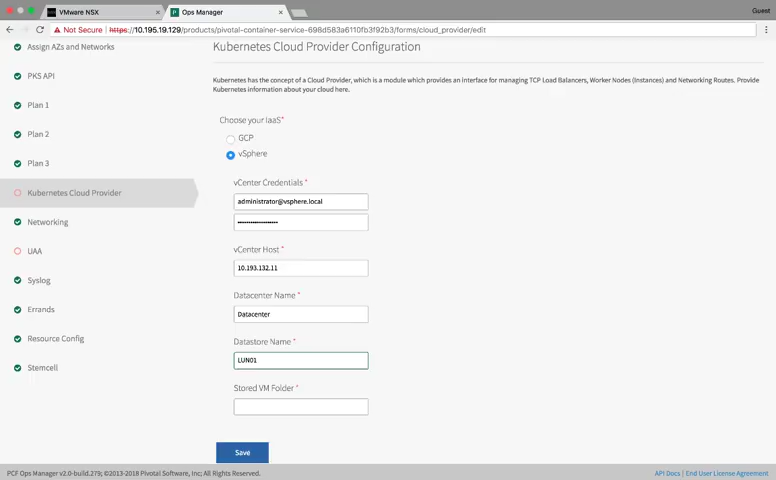 VMware NSX
Ops Manager
Guest
Not Secure
https://10.196.19.129/products/pivotal-container-service-698d583a6110fb3f92b3/forms/cloud_provider/edit
Assign AZs and Networks
PKS API
Plan 1
Plan 2
Plan 3
Kubernetes Cloud Provider
Networking
UAA
Syslog
Errands
Resource Config
Stemcell
Kubernetes Cloud Provider Configuration
Kubernetes has the concept of a Cloud Provider, which is a module which provides an interface for managing TCP Load Balancers, Worker Nodes (Instances) and Networking Routes. Provide
Kubernetes information about your cloud here.
Choose your IaaS*
GCP
vSphere
vCenter Credentials *
administrator@vsphere.local
vCenter Host *
10.193.132.11
Datacenter Name *
Datacenter
Datastore Name *
LUN01
Stored VM Folder *
Save
PCF Ops Manager v2.0-build.279; ©2013-2018 Pivotal Software, Inc; All Rights Reserved.
API Docs | End User License Agreement